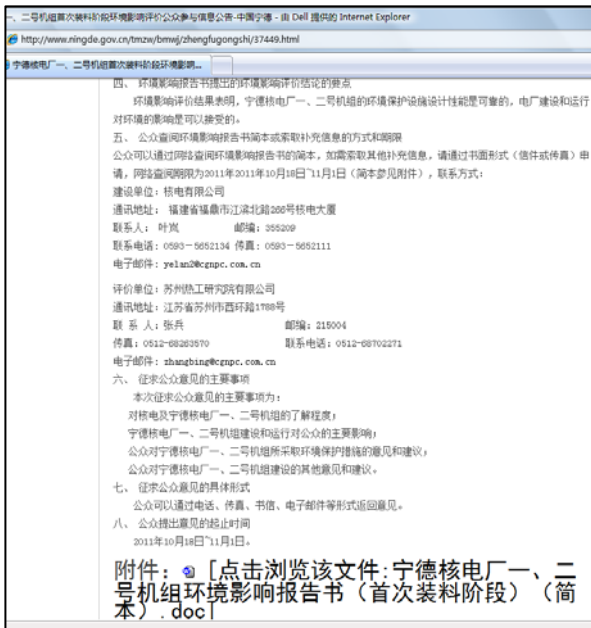 一、二号机组首次装料阶段环境影响评价公众参与信息公告-中国宁德 - 由 Dell 提供的 Internet Explorer
http://www.ningde.gov.cn/tmzw/bmwj/zhengfugongshi/37449.html
宁德核电厂一、二号机组首次装料阶段环境影响...
四、 环境影响报告书提出的环境影响评价结论的要点
环境影响评价结果表明，宁德核电厂一、二号机组的环境保护设施设计性能是可靠的，电厂建设和运行
对环境的影响是可以接受的。
五、 公众查阅环境影响报告书简本或索取补充信息的方式和期限
公众可以通过网络查阅环境影响报告书的简本，如需索取其他补充信息，请通过书面形式（信件或传真）申
请，网络查阅期限为2011年2011年10月18日~11月1日（简本参见附件），联系方式：
建设单位：核电有限公司
通讯地址： 福建省福鼎市江滨北路266号核电大厦
联系人： 叶岚 邮编：355209
联系电话：0593－5652134 传真：0593－5652111
电子邮件：yelan2@cgnpc.com.cn
评价单位：苏州热工研究院有限公司
通讯地址：江苏省苏州市西环路1788号
联 系 人：张兵 邮编：215004
传真：0512-68263570 联系电话：0512-68702271
电子邮件：zhangbing@cgnpc.com.cn
六、 征求公众意见的主要事项
本次征求公众意见的主要事项为：
对核电及宁德核电厂一、二号机组的了解程度；
宁德核电厂一、二号机组建设和运行对公众的主要影响；
公众对宁德核电厂一、二号机组所采取环境保护措施的意见和建议；
公众对宁德核电厂一、二号机组建设的其他意见和建议。
七、 征求公众意见的具体形式
公众可以通过电话、传真、书信、电子邮件等形式返回意见。
八、 公众提出意见的起止时间
2011年10月18日~11月1日。
附件： [点击浏览该文件:宁德核电厂一、二
号机组环境影响报告书（首次装料阶段）（简
本）.doc]